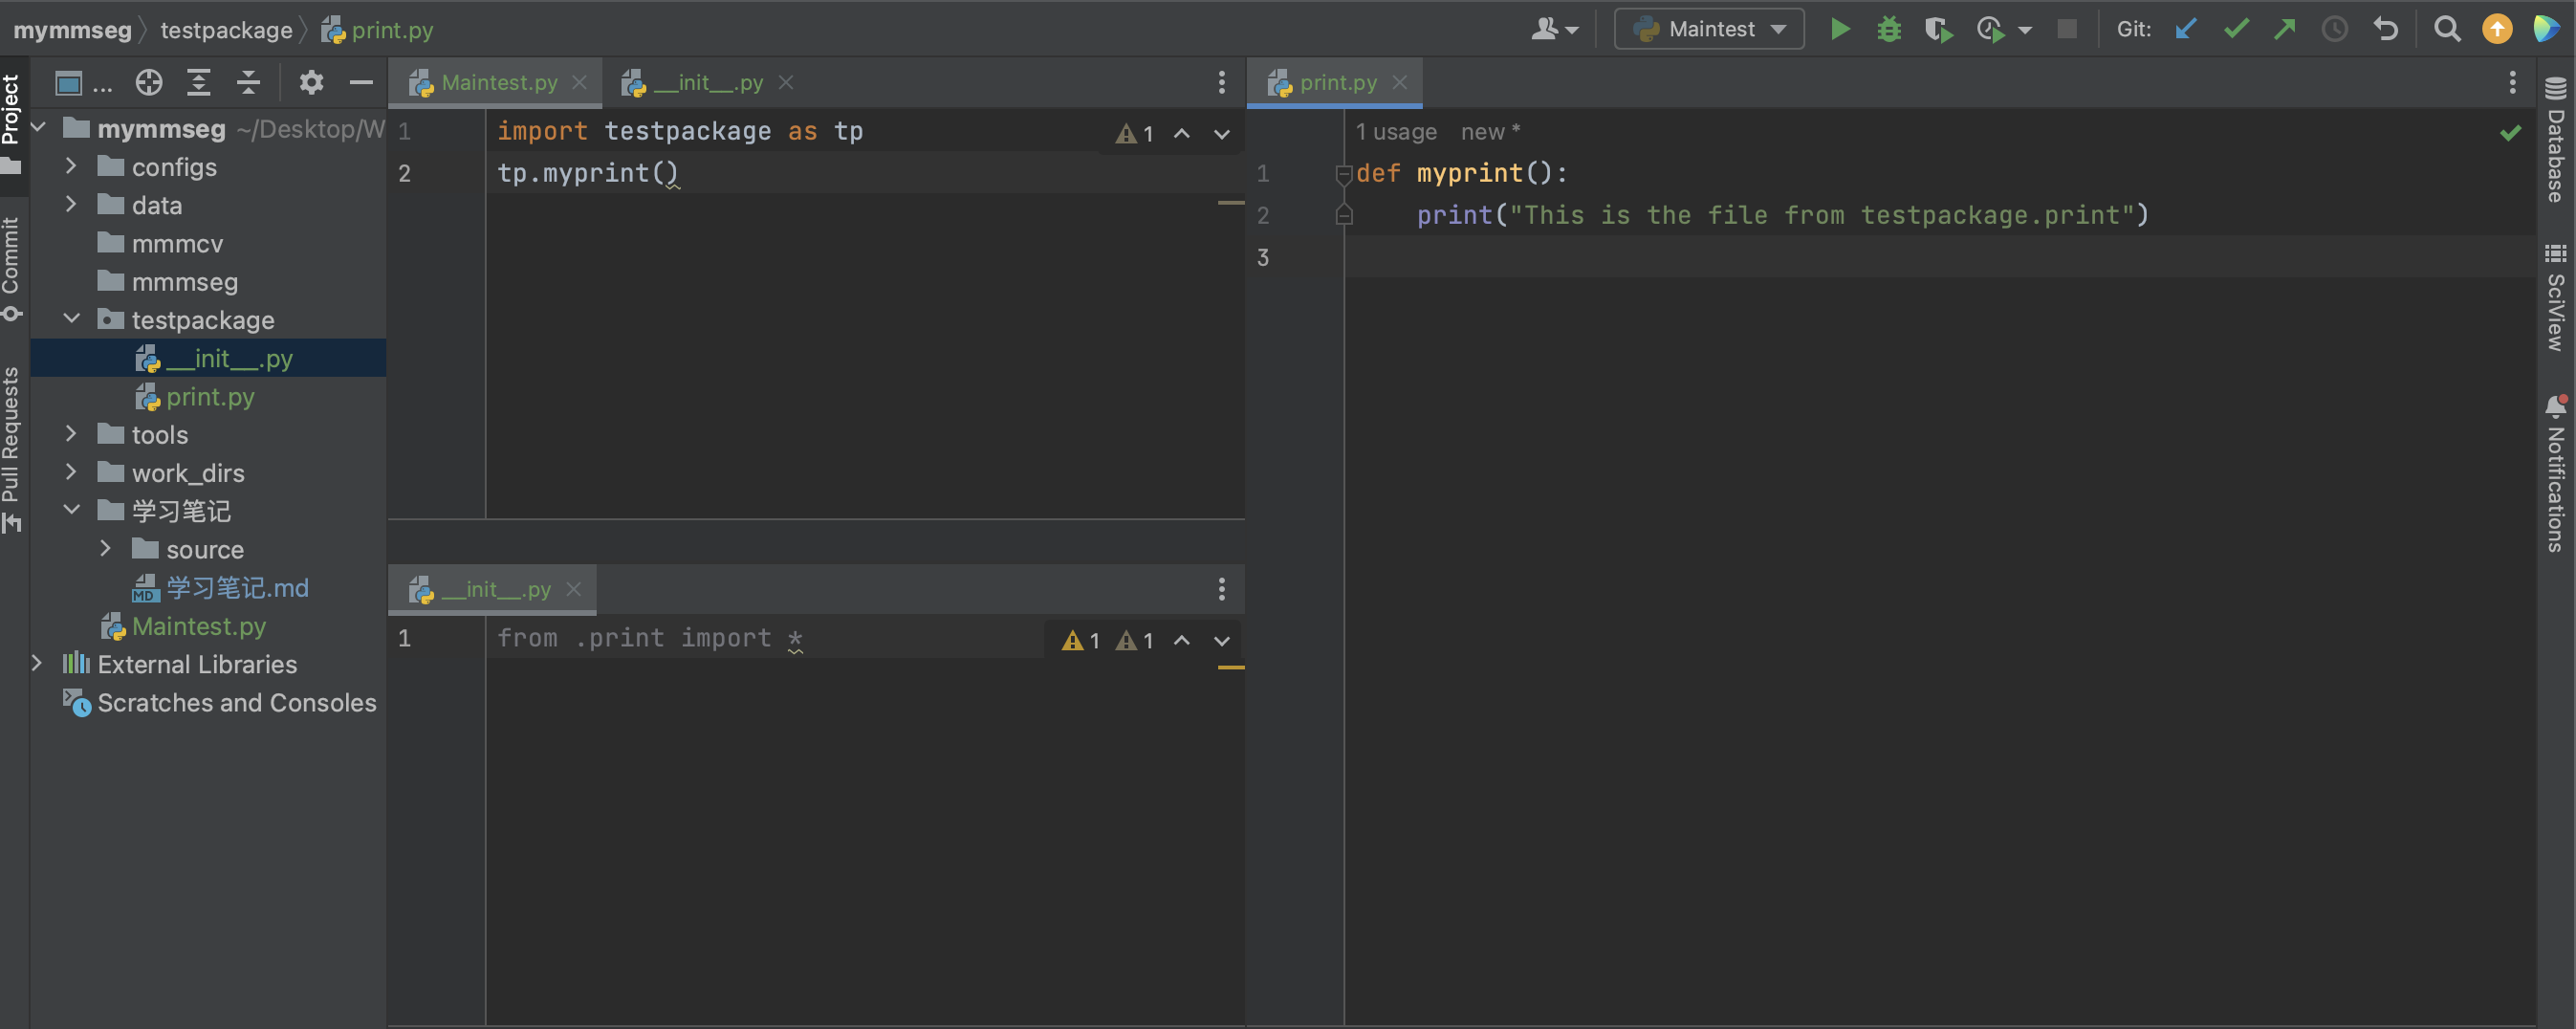 mymmseg testpackage print.py Maintest Git:
Project
Commit
Pull Requests
...
mymmseg ~/Desktop/W
configs
data
mmmcv
mmmseg
testpackage
__init__.py
print.py
tools
work_dirs
学习笔记
source
MD 学习笔记.md
Maintest.py
External Libraries
Scratches and Consoles
Maintest.py __init__.py
1 import testpackage as tp
2 tp.myprint()
1
__init__.py
1 from .print import *
1 1
print.py
1 usage new *
1 def myprint():
2 print("This is the file from testpackage.print")
3
Database
SciView
Notifications